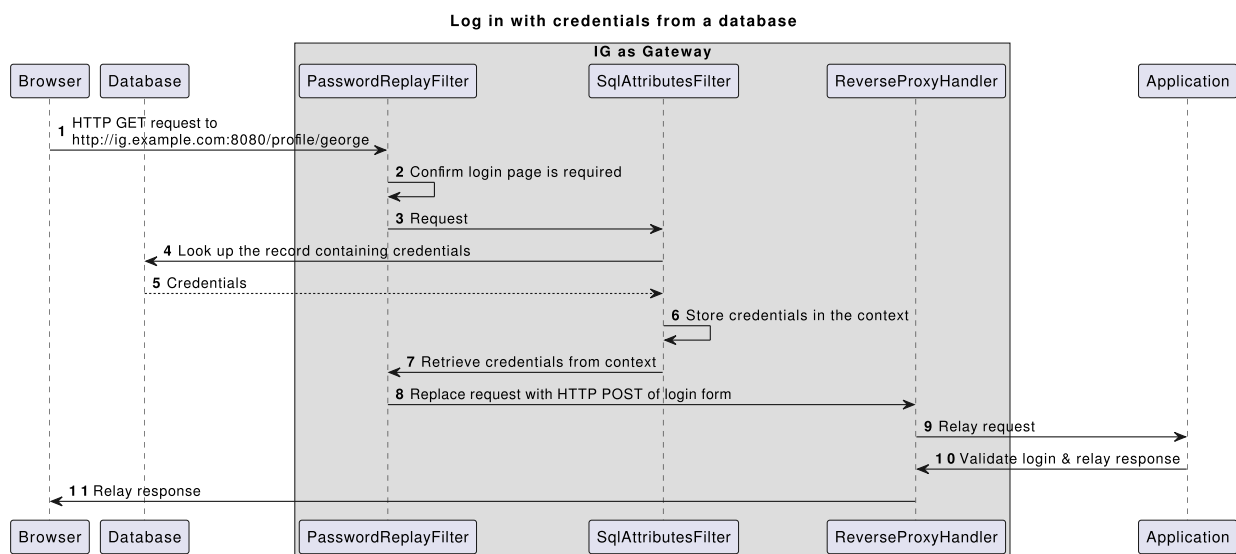 Log in with credentials from a database
IG as Gateway
Browser
Database
PasswordReplayFilter
SqlAttributesFilter
ReverseProxyHandler
Application
1 HTTP GET request to
http://ig.example.com:8080/profile/george
2 Confirm login page is required
3 Request
4 Look up the record containing credentials
5 Credentials
6 Store credentials in the context
7 Retrieve credentials from context
8 Replace request with HTTP POST of login form
9 Relay request
10 Validate login & relay response
11 Relay response
Browser
Database
PasswordReplayFilter
SqlAttributesFilter
ReverseProxyHandler
Application